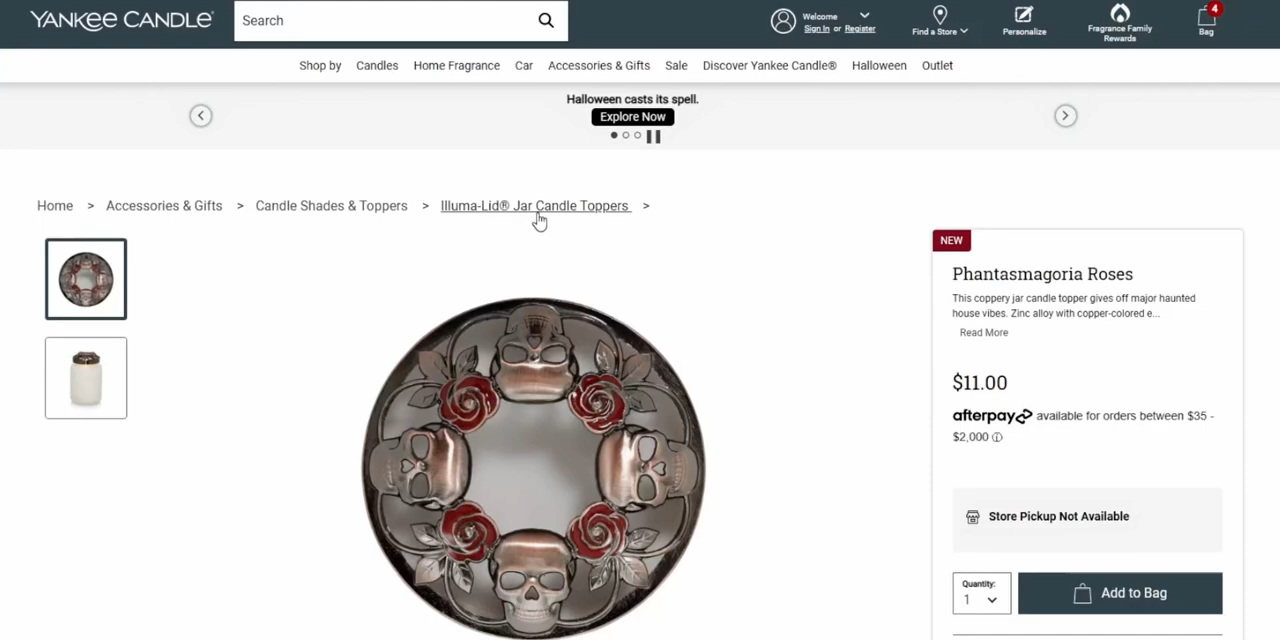 YANKEE CANDLE®
Search
Welcome
Sign In or Register
Find a Store
Personalize
Fragrance Family
Rewards
4
Bag
Shop by Candles Home Fragrance Car Accessories & Gifts Sale Discover Yankee Candle® Halloween Outlet
Halloween casts its spell.
Explore Now
Home > Accessories & Gifts > Candle Shades & Toppers > Illuma-Lid® Jar Candle Toppers >
NEW
Phantasmagoria Roses
This coppery jar candle topper gives off major haunted
house vibes. Zinc alloy with copper-colored e...
Read More
$11.00
afterpay available for orders between $35 -
$2,000
Store Pickup Not Available
Quantity:
1
Add to Bag